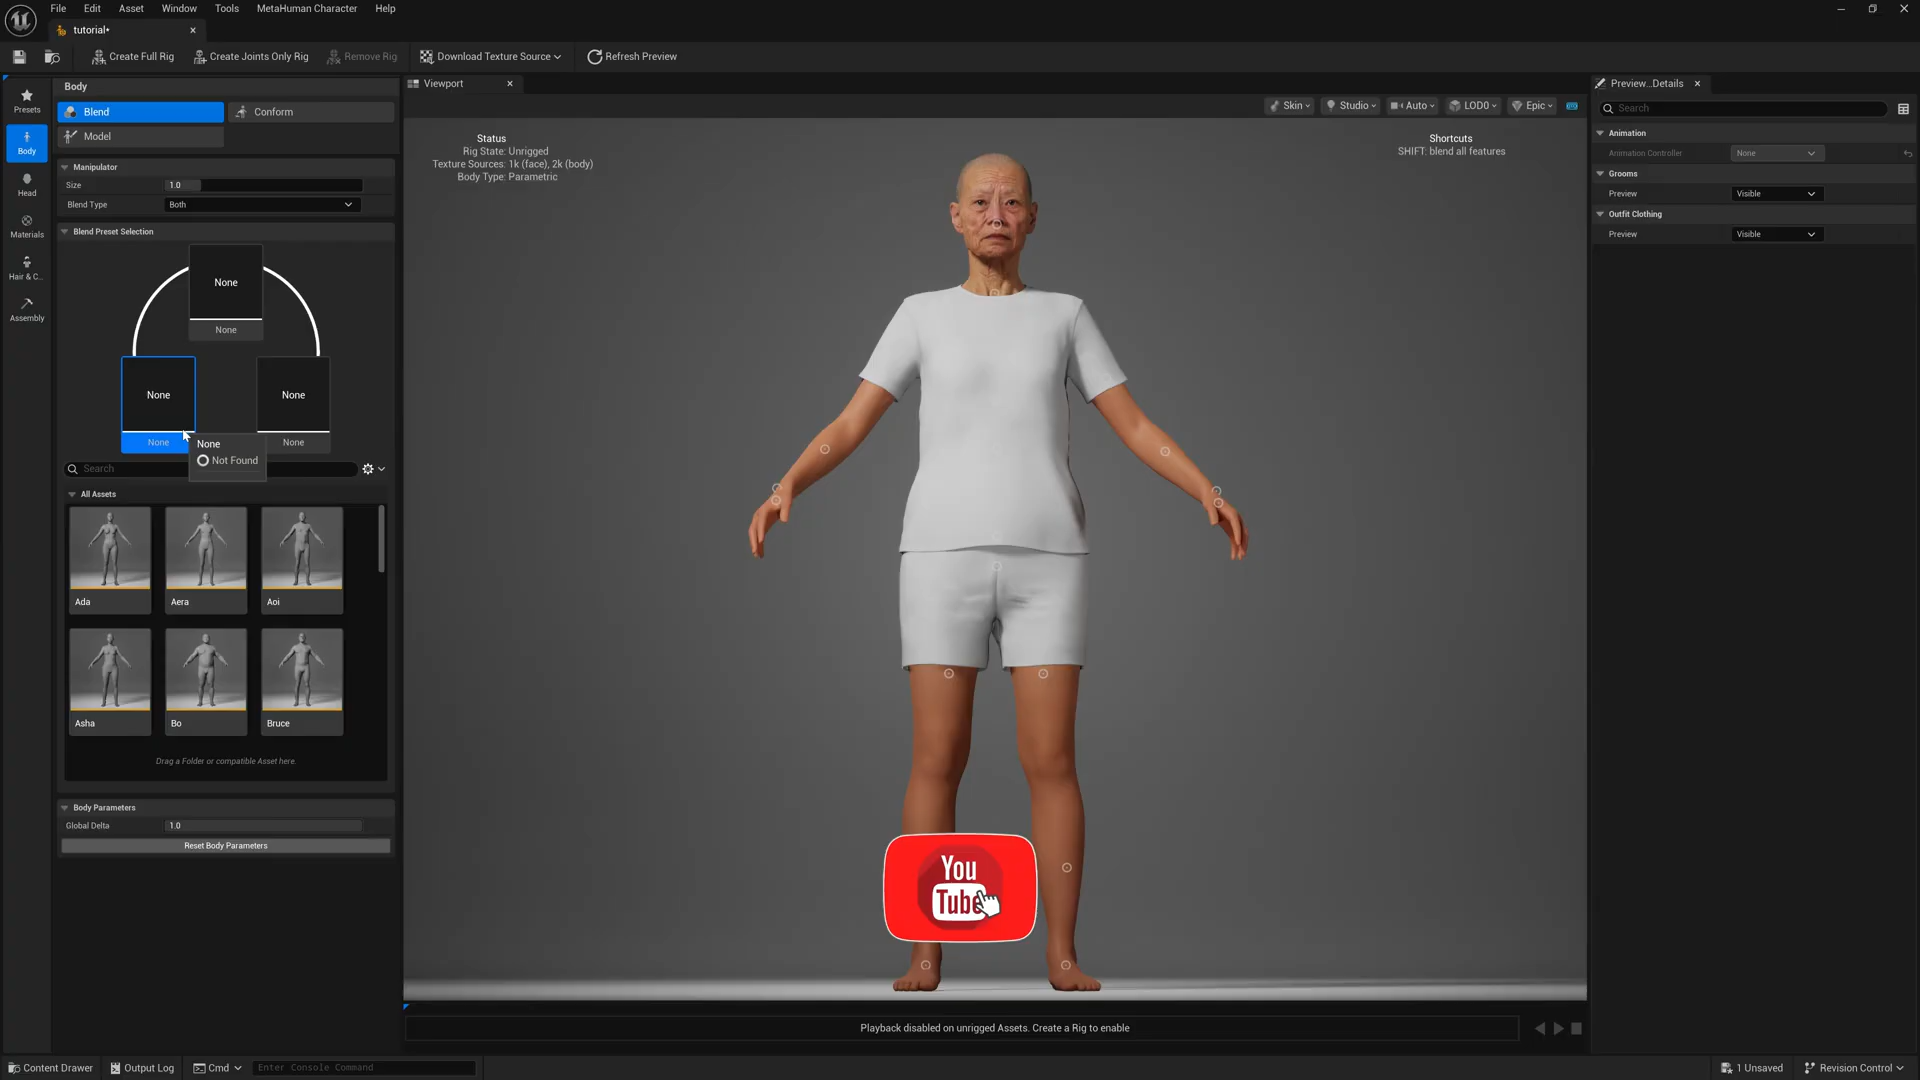 File Edit Asset Window Tools MetaHuman Character Help
tutorial•
Create Full Rig Create Joints Only Rig Remove Rig Download Texture Source Refresh Preview
Presets
Body
Head
Materials
Hair & C...
Assembly
Body
Blend Conform
Model
Manipulator
Size 1.0
Blend Type Both
Blend Preset Selection
None
None
None None
None None
None
Not Found
Search
All Assets
Ada Aera Aoi
Asha Bo Bruce
Drag a Folder or compatible Asset here.
Body Parameters
Global Delta 1.0
Reset Body Parameters
Viewport
Skin Studio Auto LOD0 Epic
Status
Rig State: Unrigged
Texture Sources: 1k (face), 2k (body)
Body Type: Parametric
Shortcuts
SHIFT: blend all features
You
Tube
Playback disabled on unrigged Assets. Create a Rig to enable
Preview...Details
Search
Animation
Animation Controller None
Grooms
Preview Visible
Outfit Clothing
Preview Visible
Content Drawer Output Log Cmd Enter Console Command 1 Unsaved Revision Control